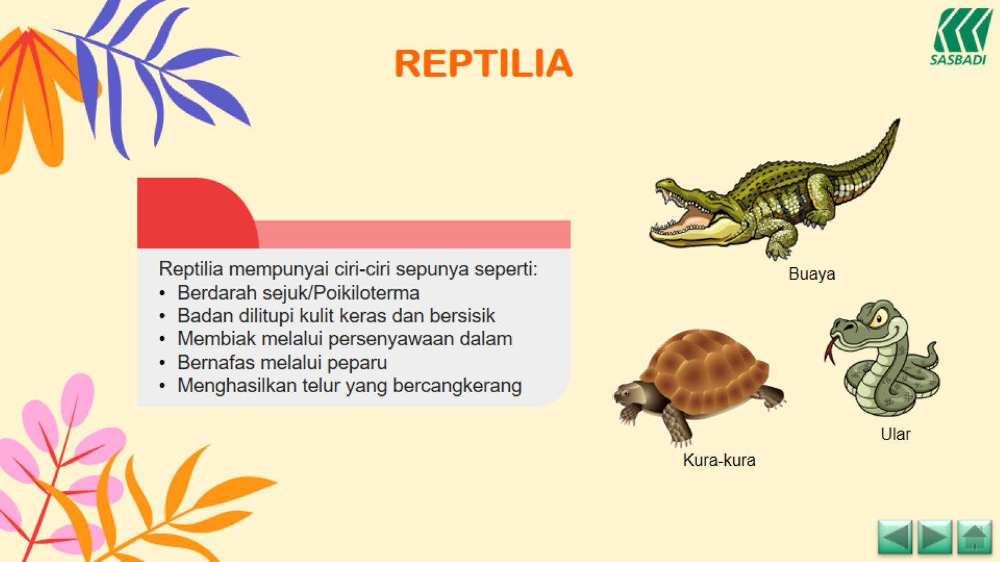 REPTILIA
SASBADI
Reptilia mempunyai ciri-ciri sepunya seperti:
• Berdarah sejuk/Poikiloterma
• Badan dilitupi kulit keras dan bersisik
• Membiak melalui persenyawaan dalam
• Bernafas melalui peparu
• Menghasilkan telur yang bercangkerang
Buaya
Ular
Kura-kura